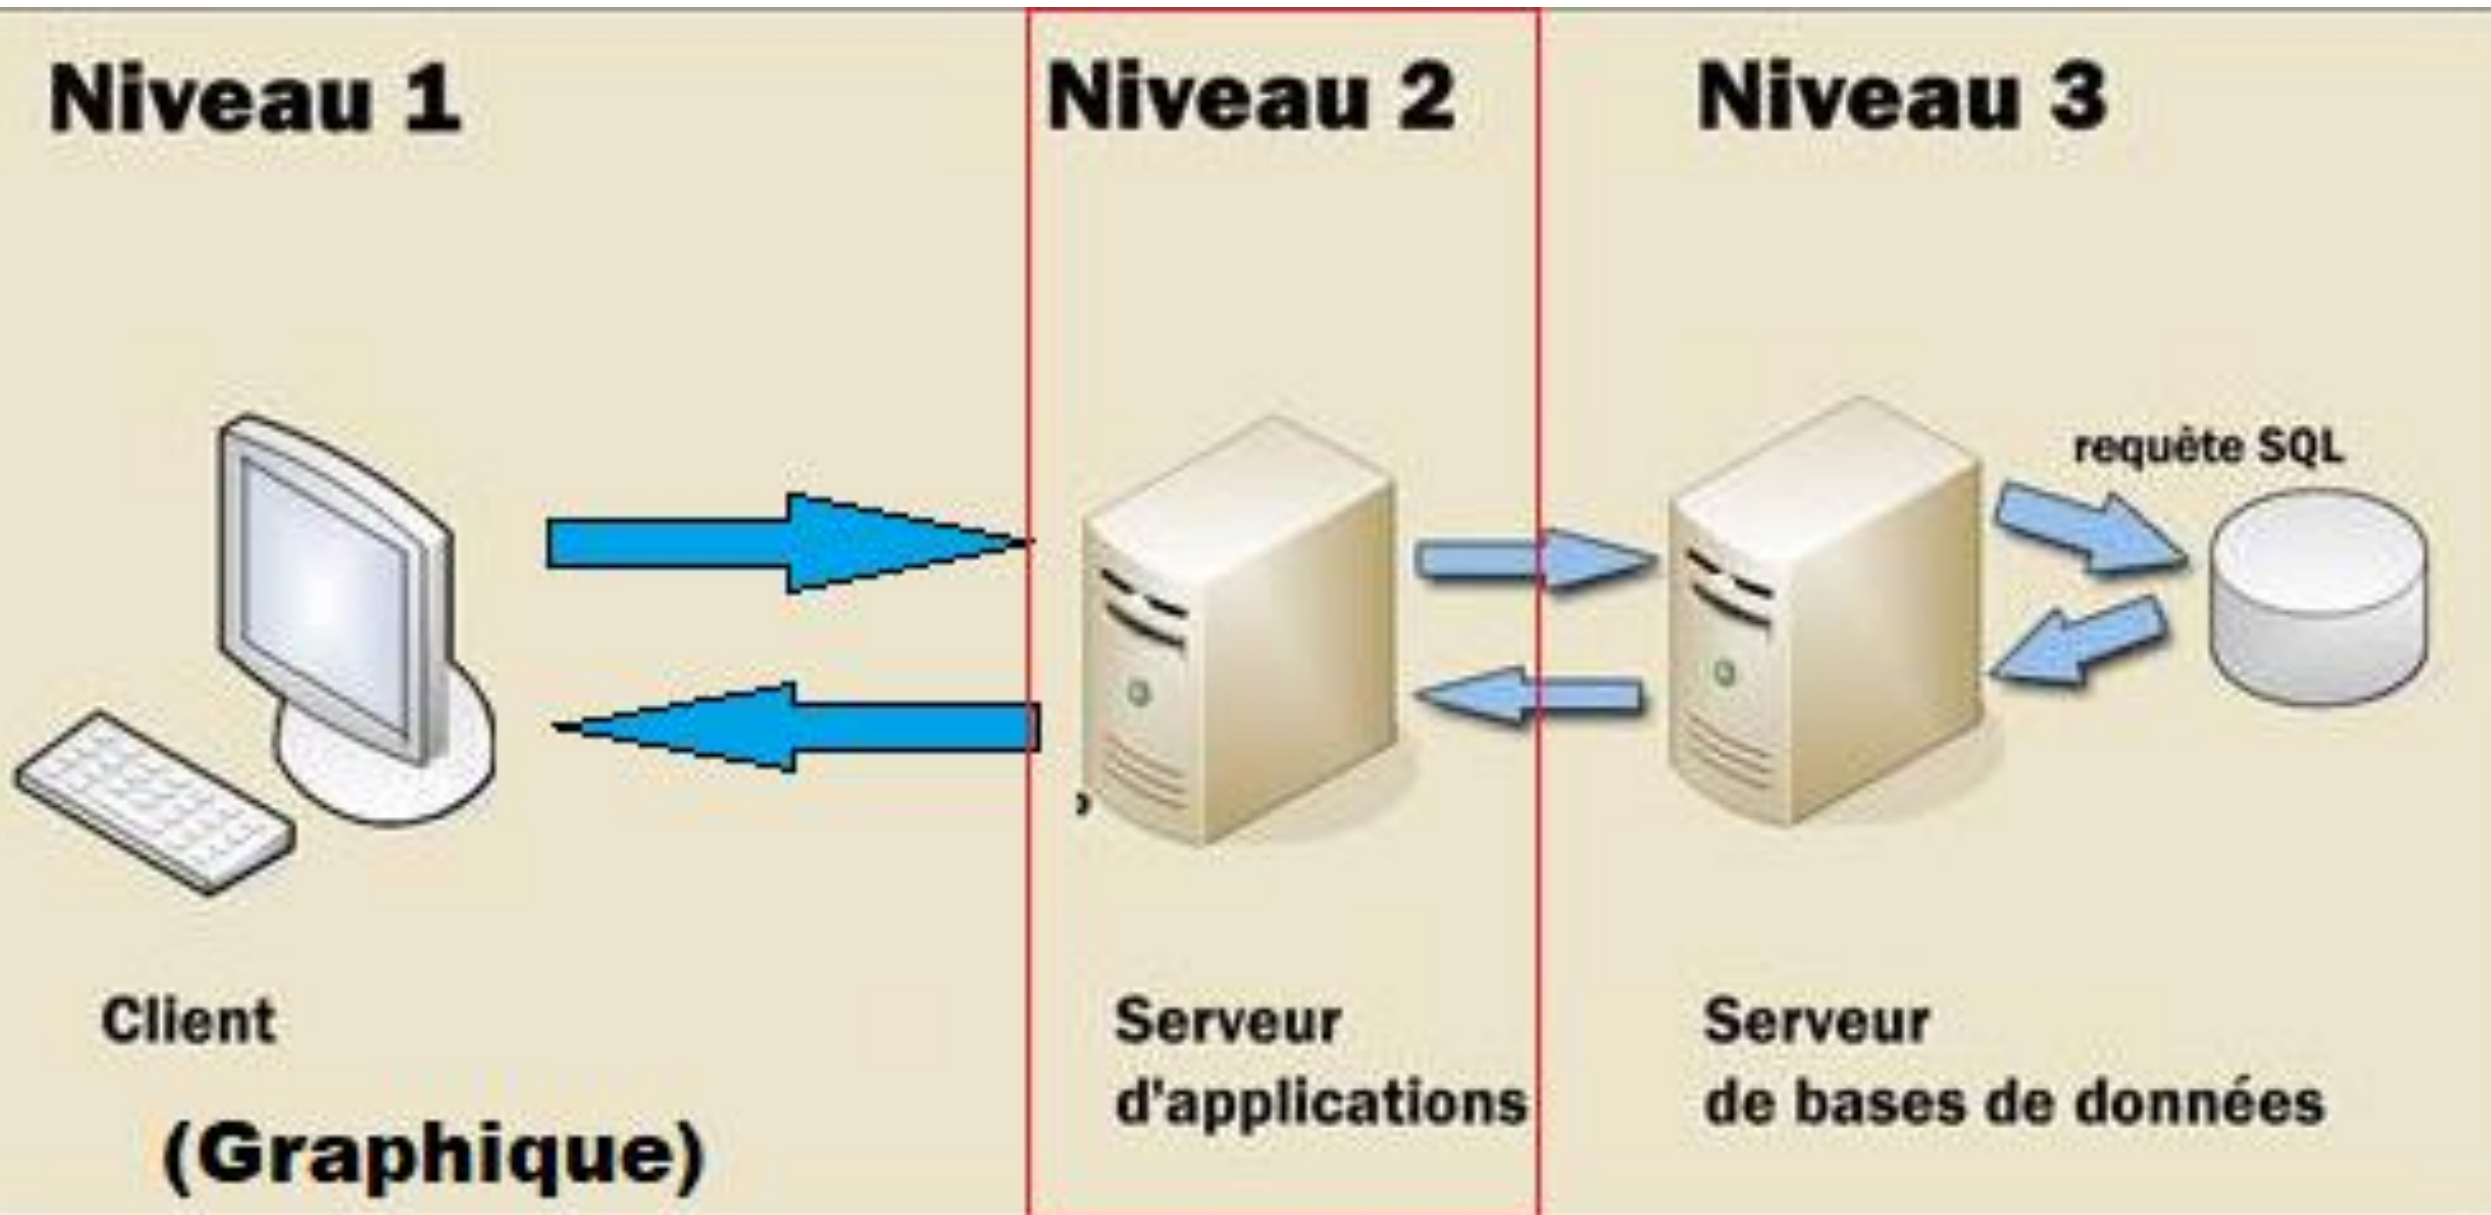 Niveau 1
Niveau 2
Niveau 3
requête SQL
Client
(Graphique)
Serveur
d'applications
Serveur
de bases de données